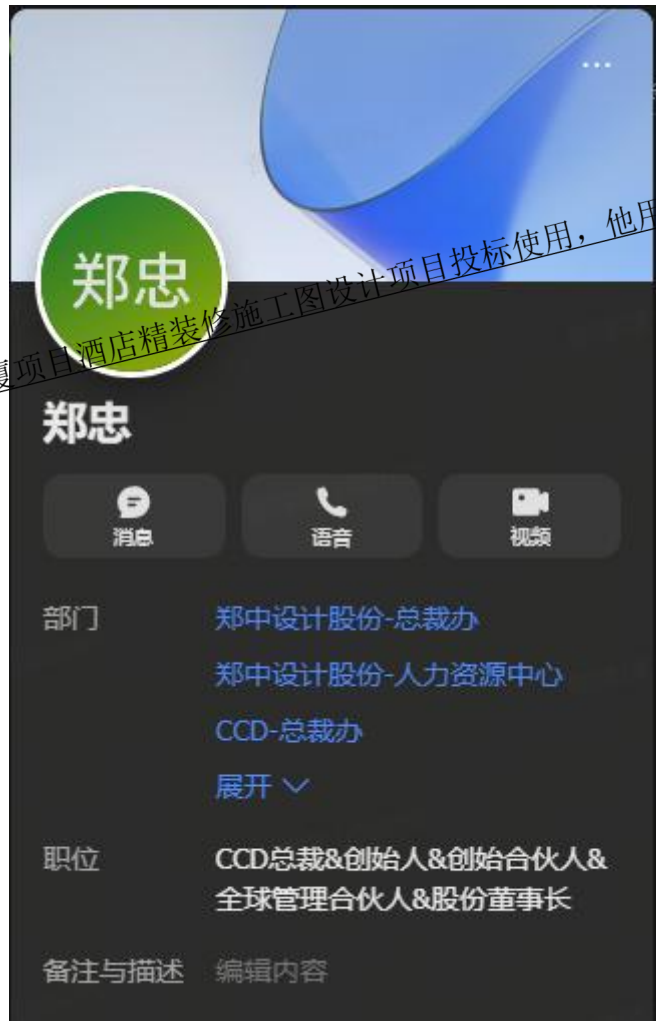 郑忠
厦项目酒店精装修施工图设计项目投标使用，他用
郑忠
消息
语音
视频
部门
郑中设计股份-总裁办
郑中设计股份-人力资源中心
CCD-总裁办
展开
职位
CCD总裁&创始人&创始合伙人&
全球管理合伙人&股份董事长
备注与描述
编辑内容